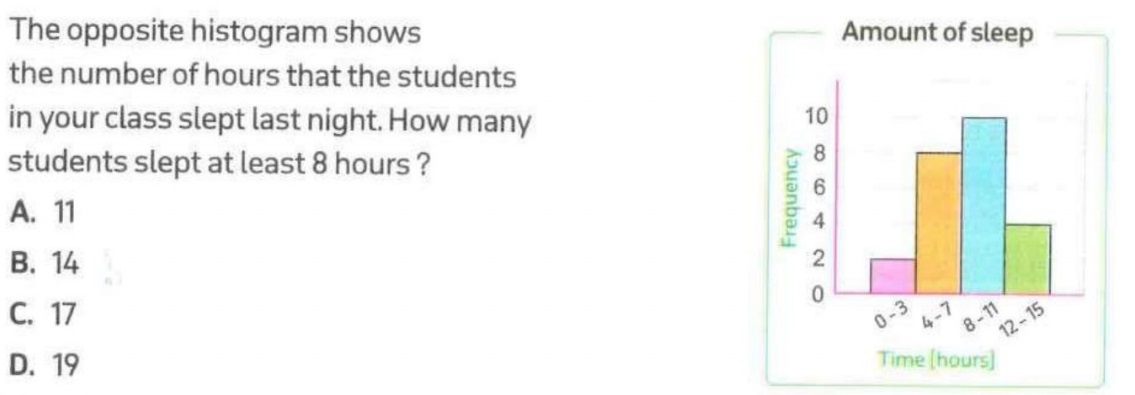 The opposite histogram shows
the number of hours that the students
in your class slept last night. How many
students slept at least 8 hours ?
A. 11
B. 14
C. 17
D. 19
Amount of sleep
Frequency
10
8
6
4
2
0
0 - 3
4 - 7
8 - 11
12 - 15
Time [hours]